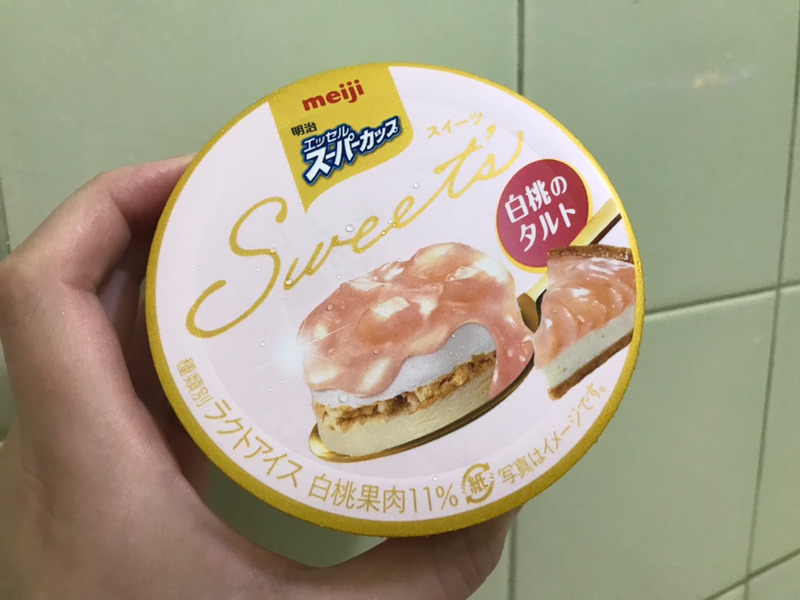 meiji
明治
エッセル
スーパーカップ
スイーツ
Sweet's
白桃の
タルト
種類別 ラクトアイス 白桃果肉11% 紙 写真はイメージです。